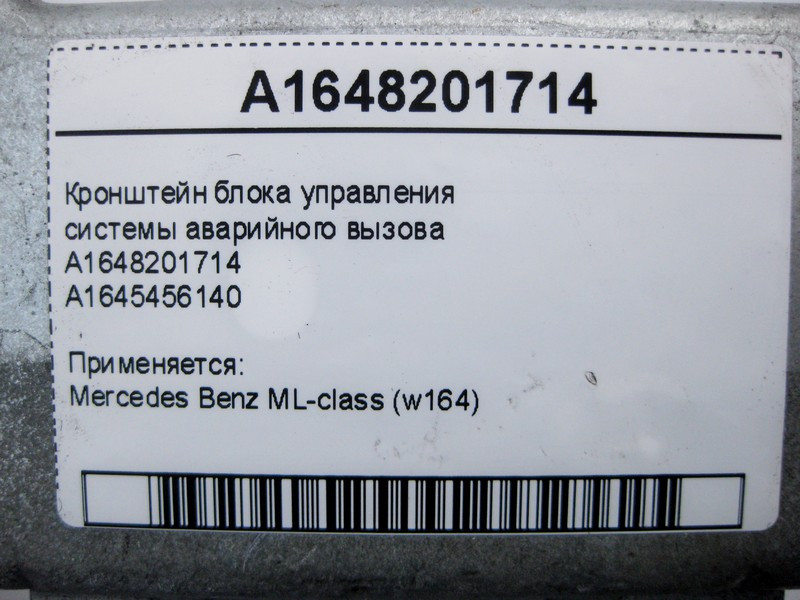 A1648201714
Кронштейн блока управления
системы аварийного вызова
A1648201714
A1645456140
Применяется:
Mercedes Benz ML-class (w164)